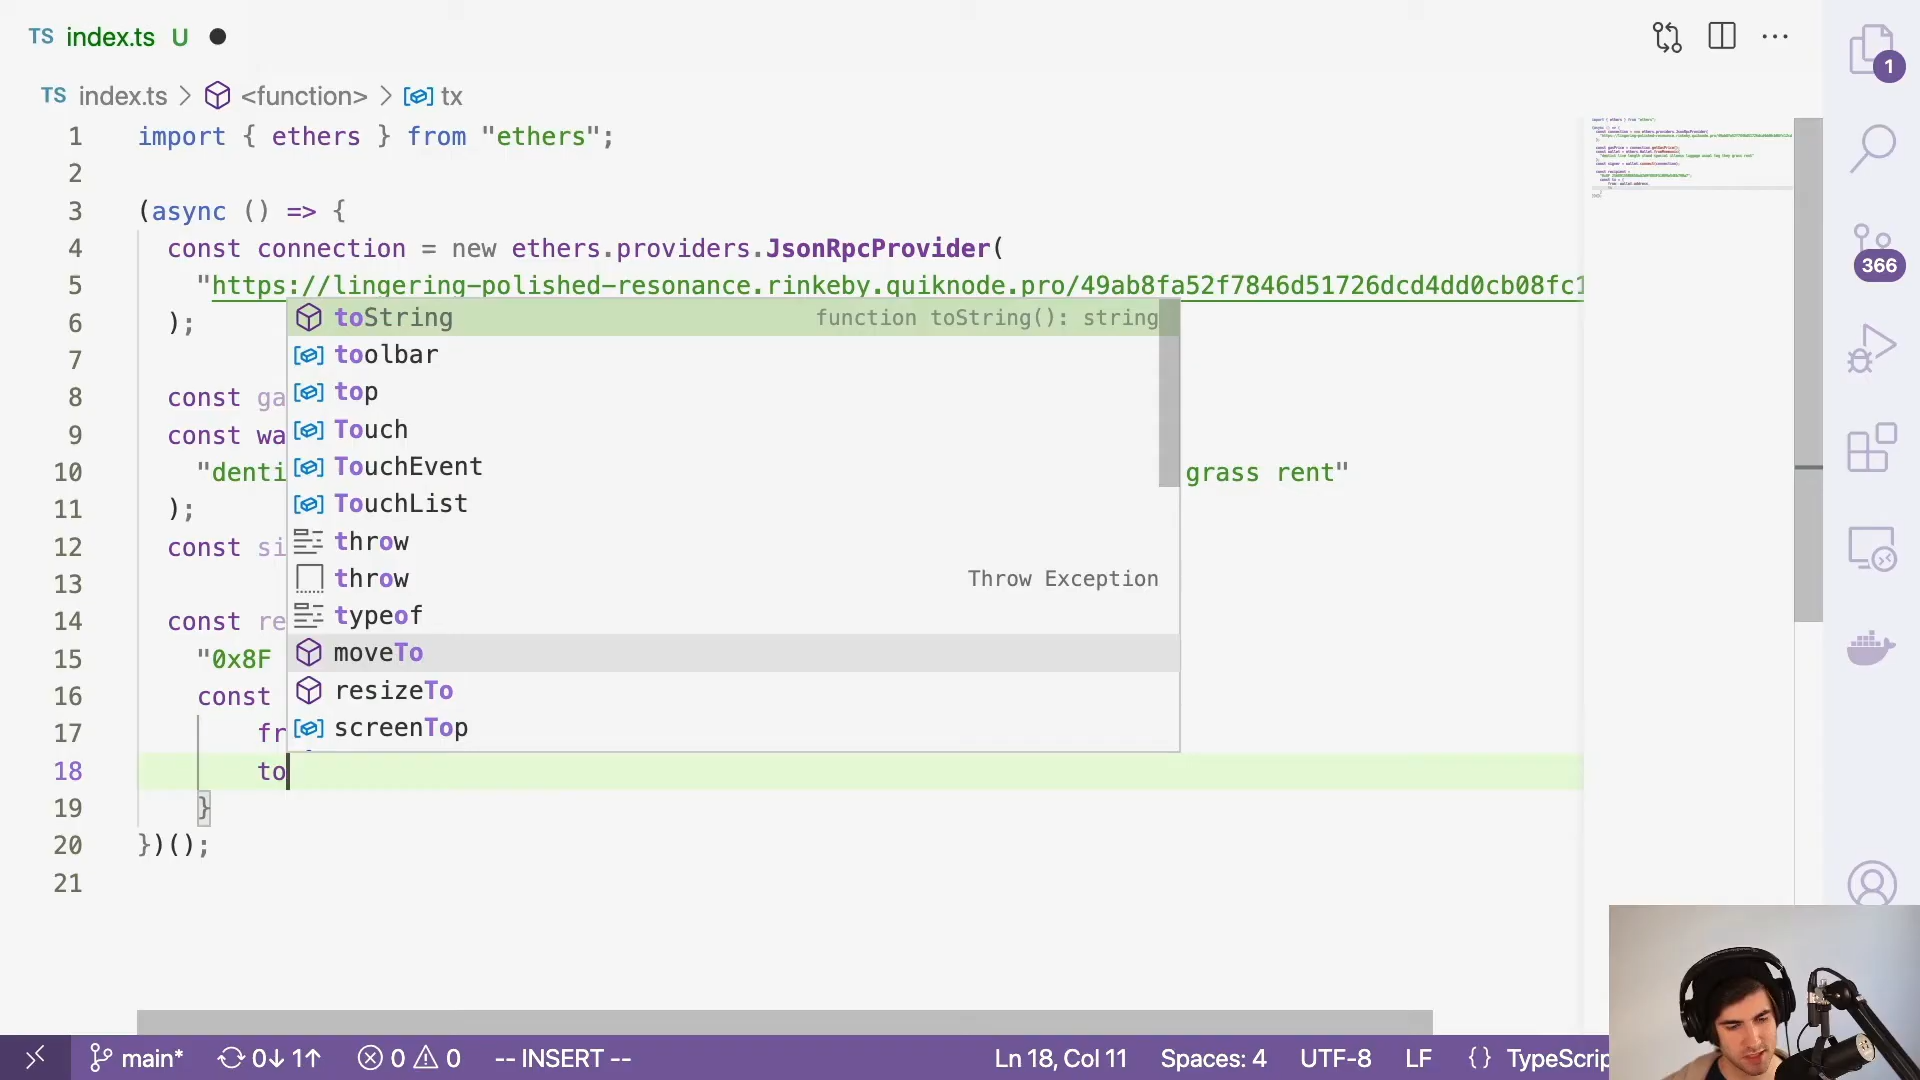 TS index.ts U
TS index.ts > <function> > tx
1 import { ethers } from "ethers";
2
3 (async () => {
4 const connection = new ethers.providers.JsonRpcProvider(
5 "https://lingering-polished-resonance.rinkeby.quiknode.pro/49ab8fa52f7846d51726dcd4dd0cb08fc1
6 );
7
8 const ga
9 const wa
10 "denti grass rent"
11 );
12 const si
13
14 const re
15 "0x8F
16 const
17 fr
18 to
19 }
20 })();
21
toString function toString(): string
toolbar
top
Touch
TouchEvent
TouchList
throw
throw Throw Exception
typeof
moveTo
resizeTo
screenTop
1
366
main* 0↓ 1↑ 0 0 -- INSERT -- Ln 18, Col 11 Spaces: 4 UTF-8 LF {} TypeScrip